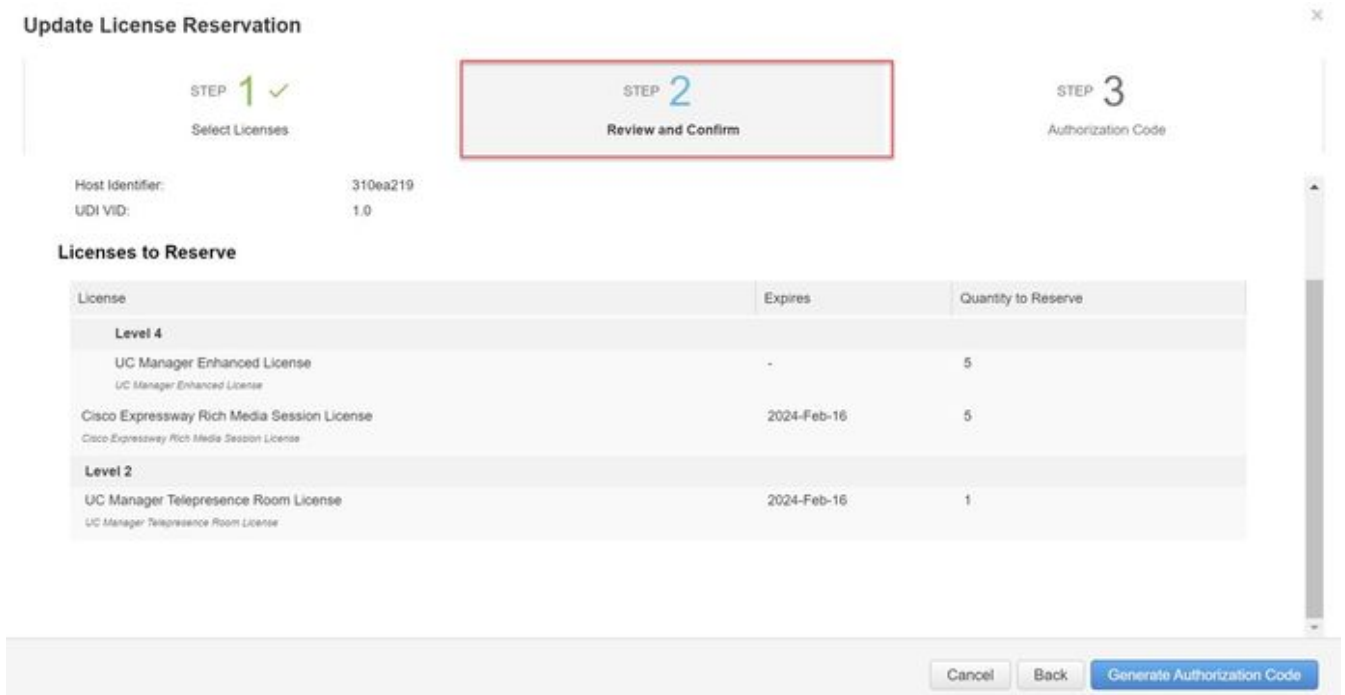 Update License Reservation
×
STEP 1 ✓
Select Licenses
STEP 2
Review and Confirm
STEP 3
Authorization Code
Host Identifier: 310ea219
UDI VID: 1.0
Licenses to Reserve
License Expires Quantity to Reserve
Level 4
UC Manager Enhanced License - 5
UC Manager Enhanced License
Cisco Expressway Rich Media Session License 2024-Feb-16 5
Cisco Expressway Rich Media Session License
Level 2
UC Manager Telepresence Room License 2024-Feb-16 1
UC Manager Telepresence Room License
Cancel Back Generate Authorization Code